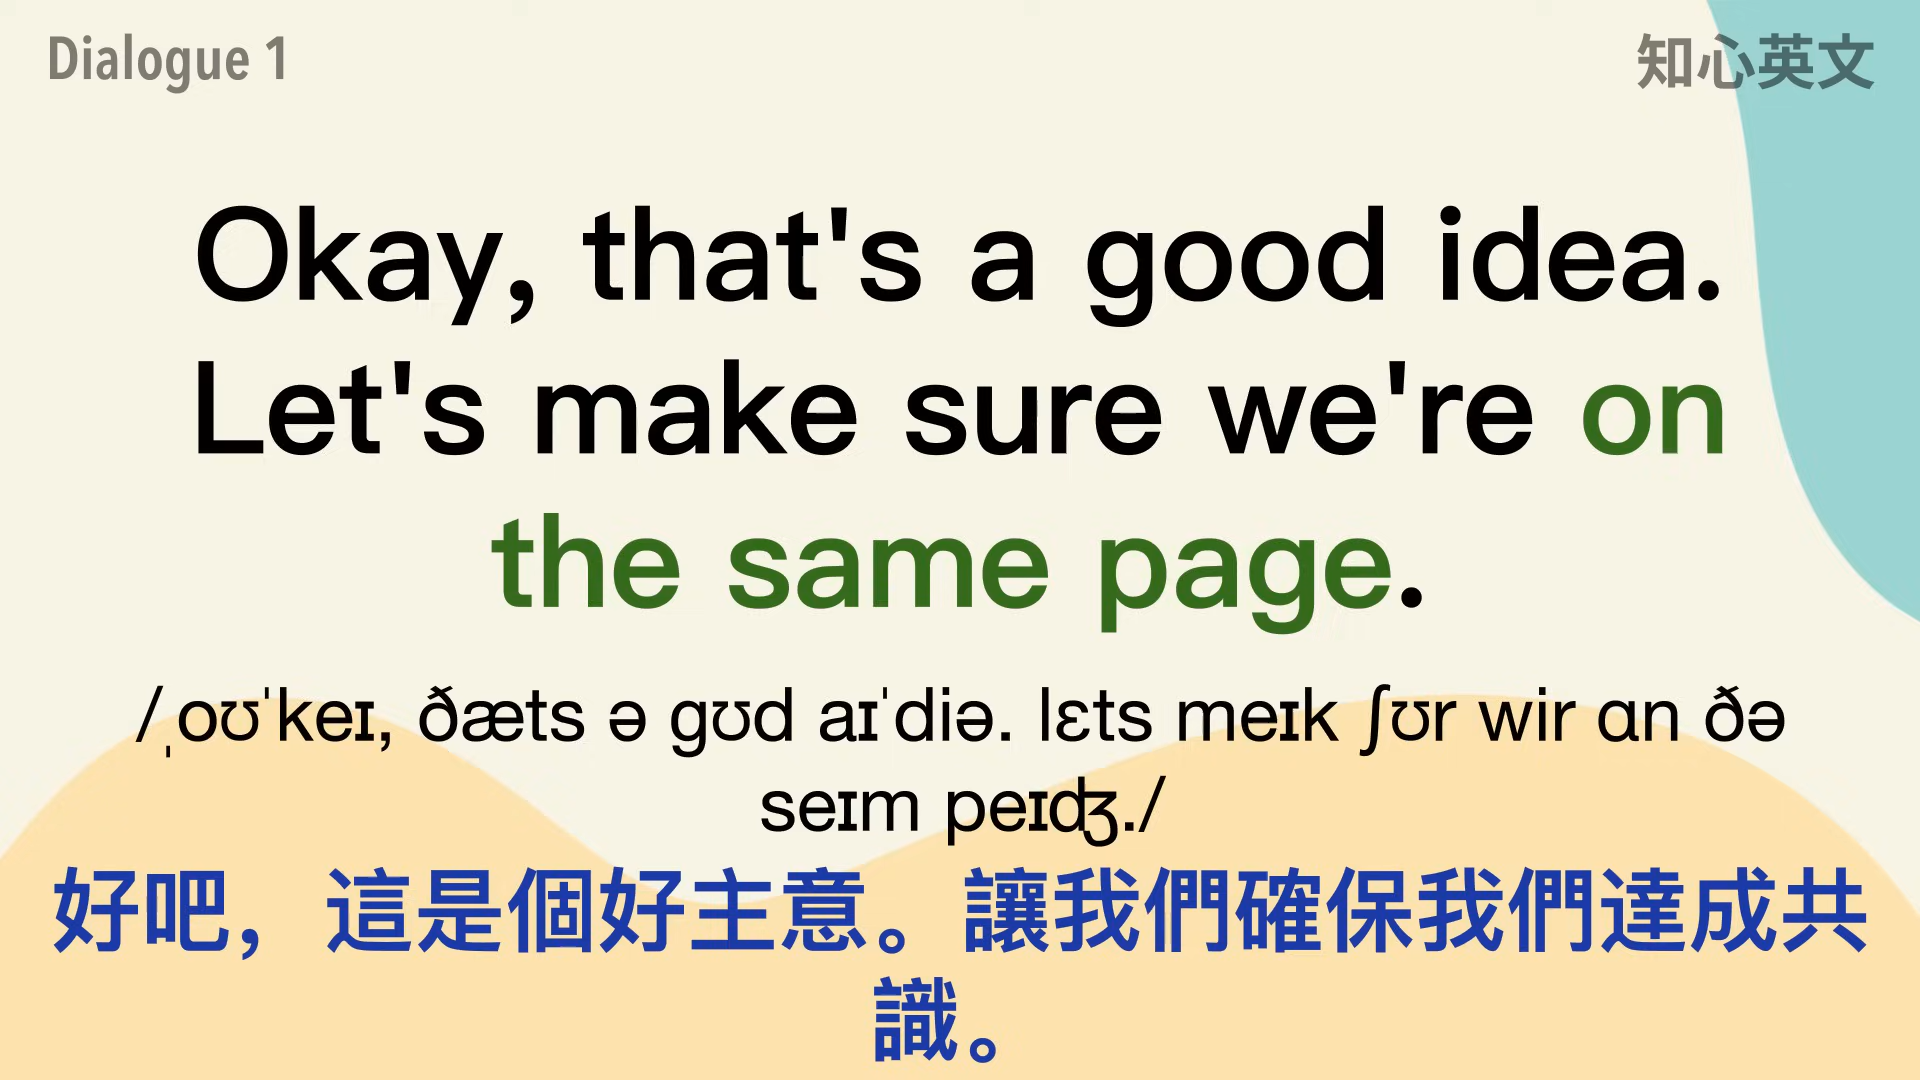 Dialogue 1
知心英文
Okay, that's a good idea.
Let's make sure we're on
the same page.
/ˌoʊˈkeɪ, ðæts ə gʊd aɪˈdiə. lɛts meɪk ʃʊr wir ɑn ðə
seɪm peɪʤ./
好吧，這是個好主意。讓我們確保我們達成共
識。